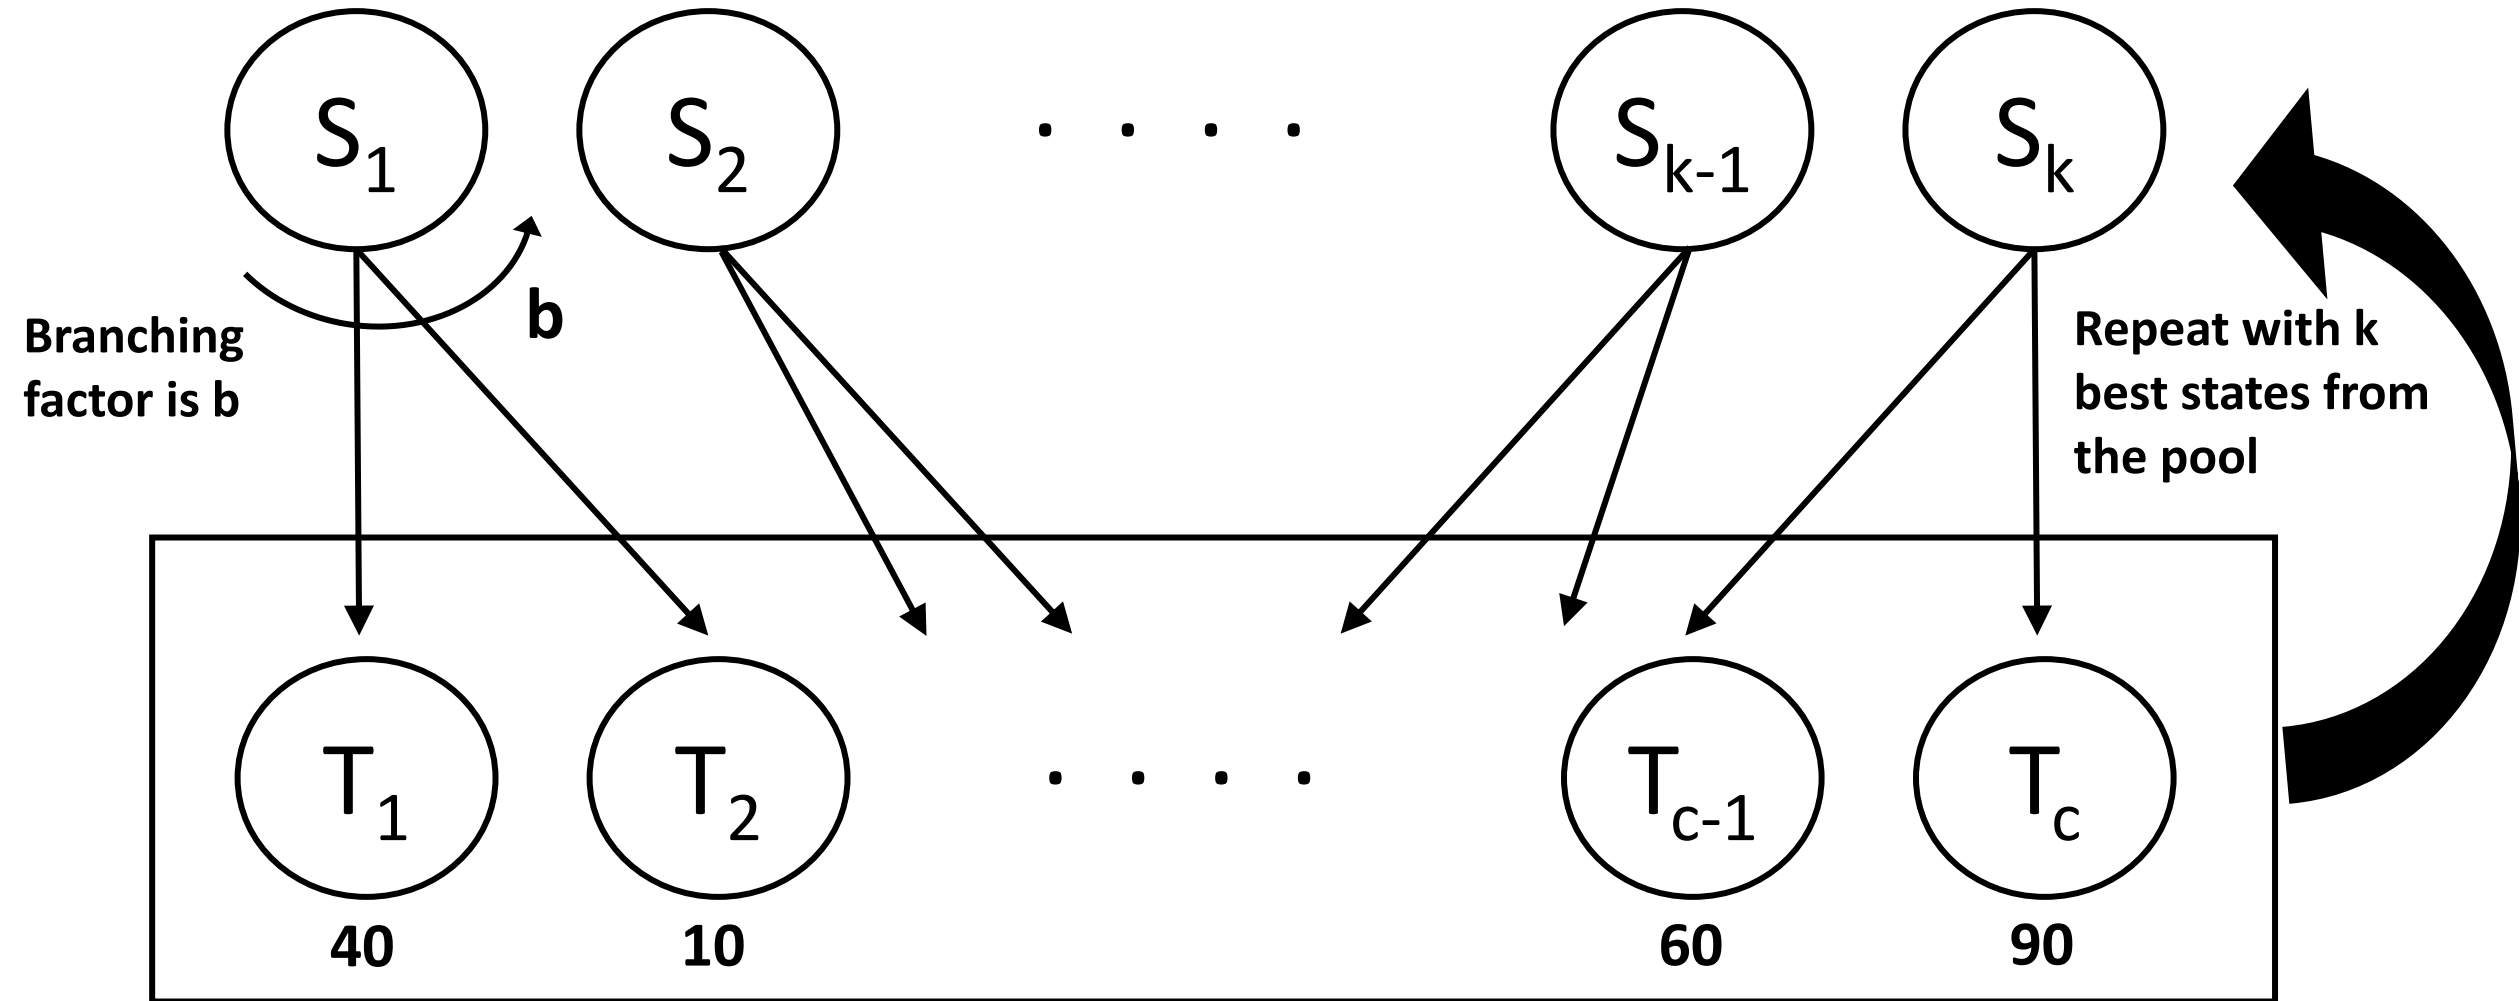 S1 S2 . . . . Sk-1 Sk
b
Branching
factor is b
Repeat with k
best states from
the pool
T1 T2 . . . . Tc-1 Tc
40 10 60 90